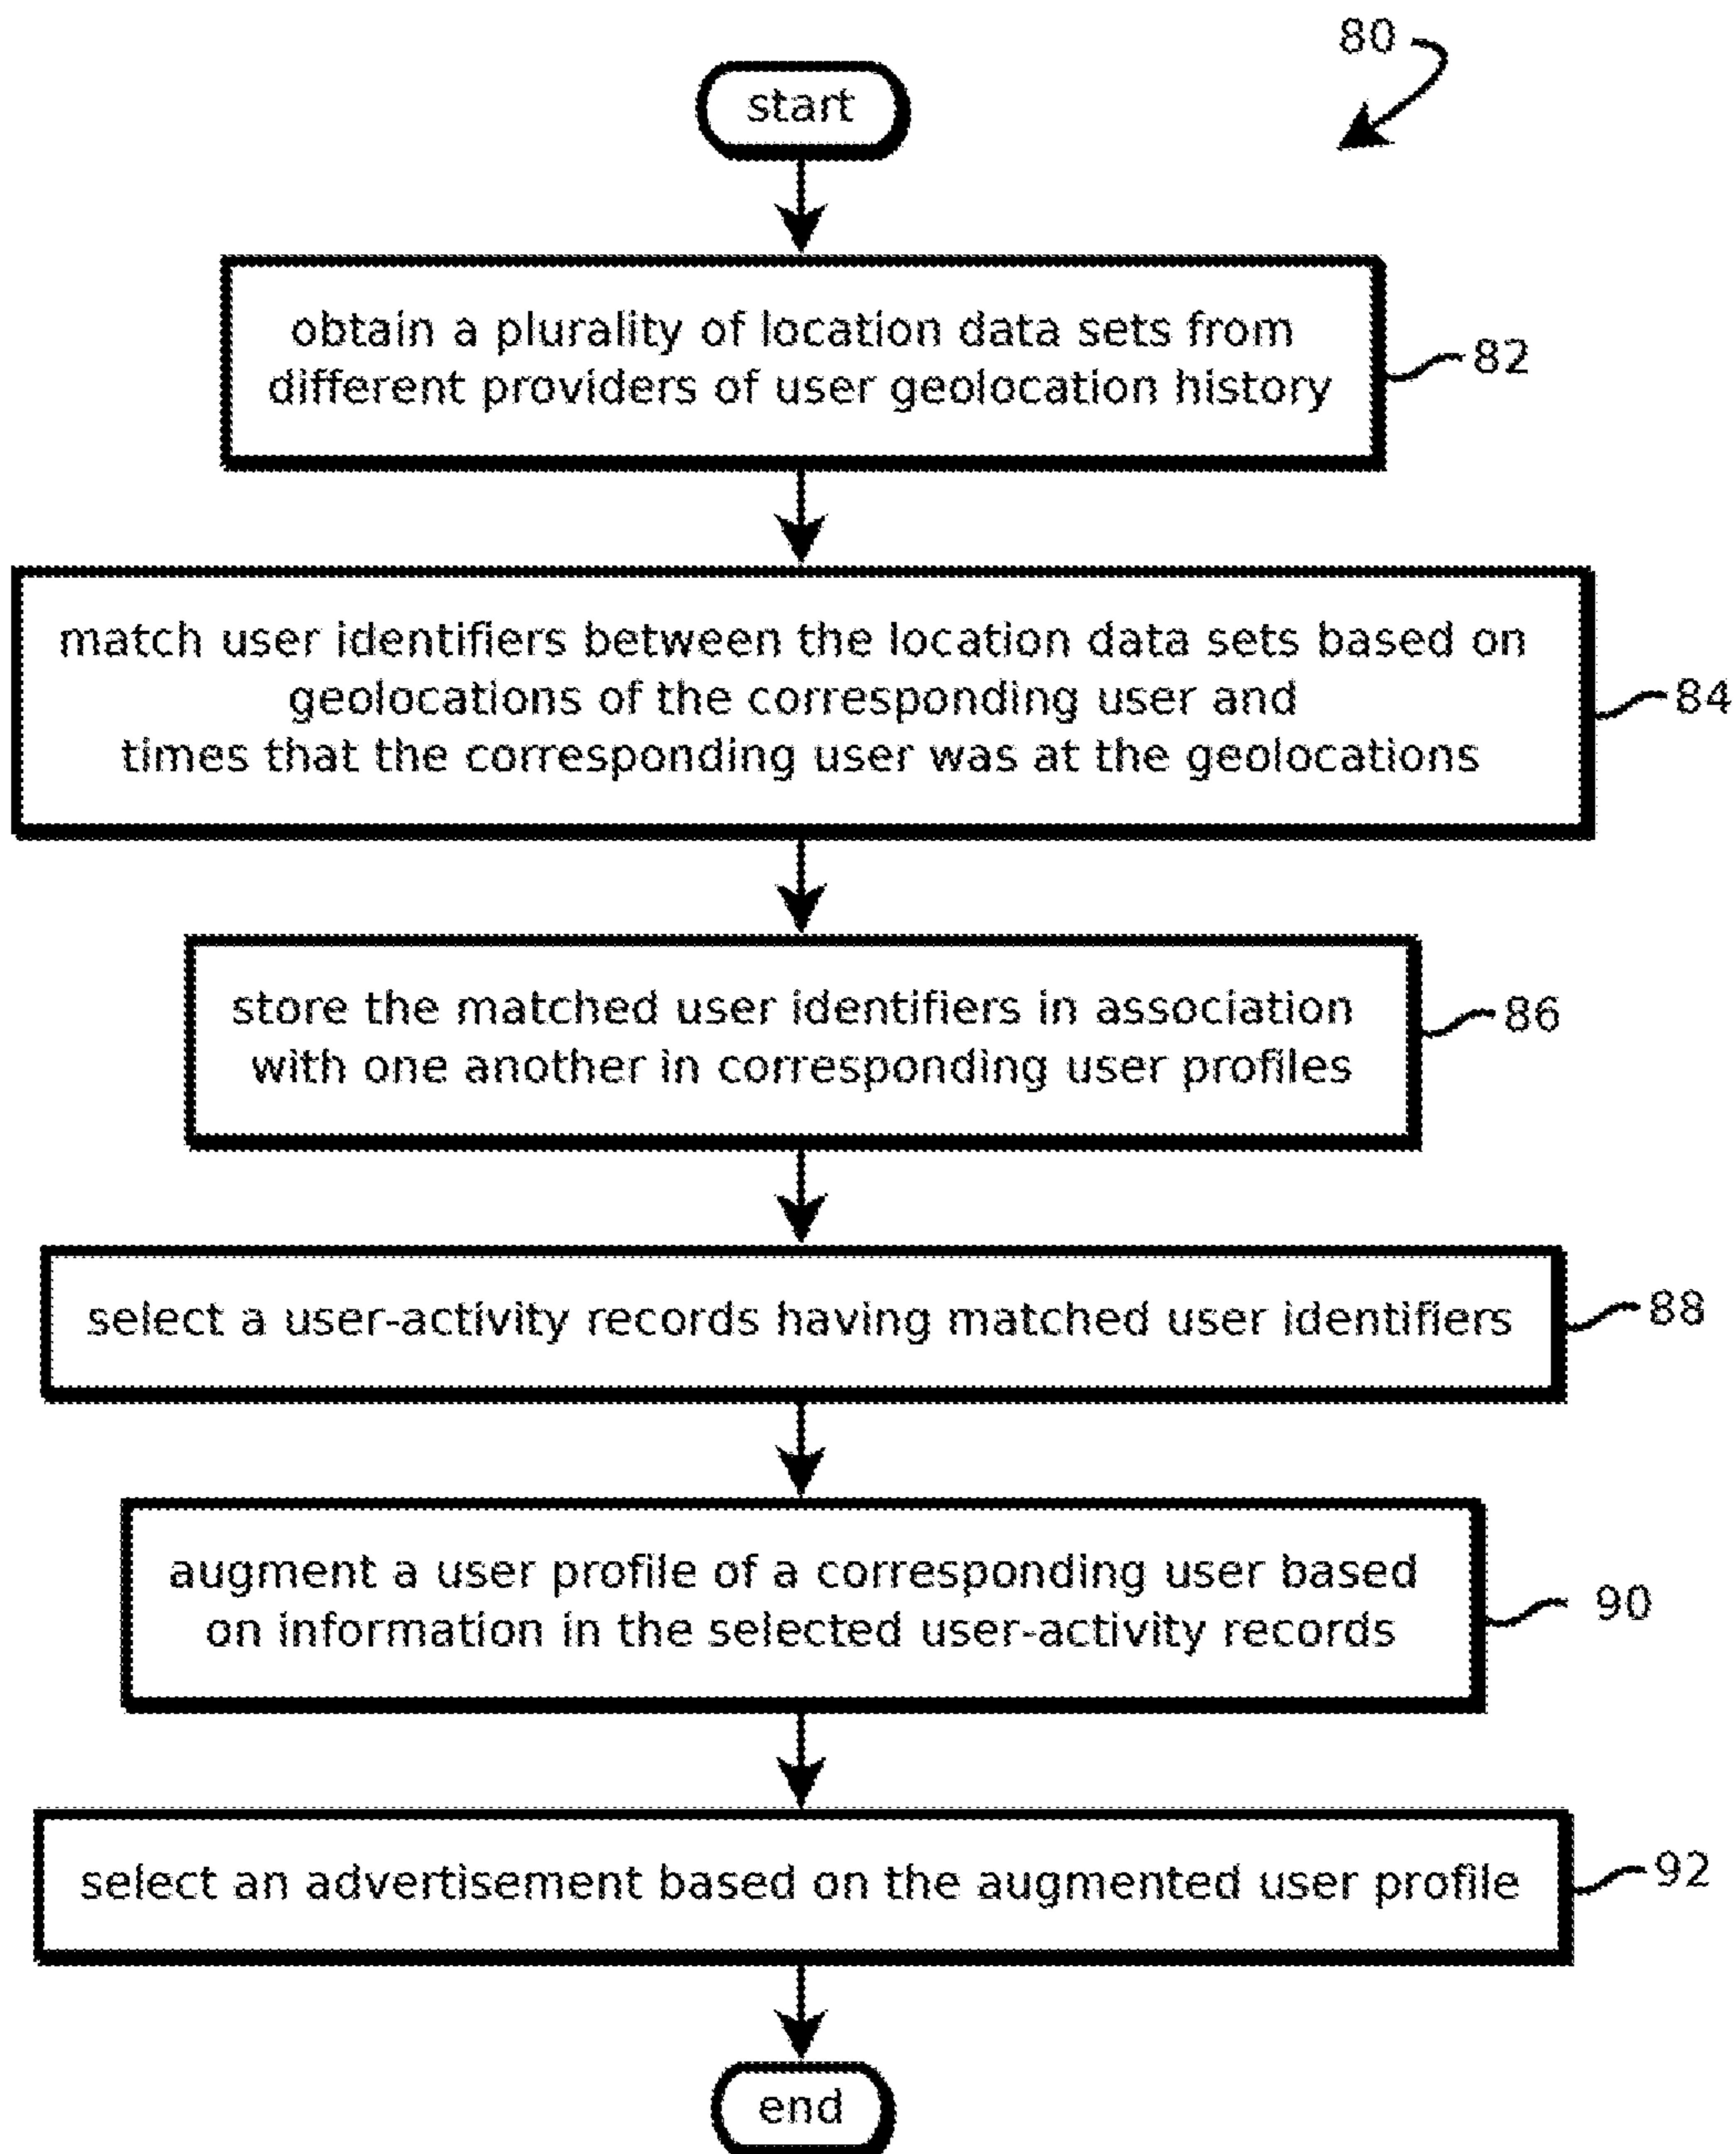 80
start
obtain a plurality of location data sets from
different providers of user geolocation history
82
match user identifiers between the location data sets based on
geolocations of the corresponding user and
times that the corresponding user was at the geolocations
84
store the matched user identifiers in association
with one another in corresponding user profiles
86
select a user-activity records having matched user identifiers
88
augment a user profile of a corresponding user based
on information in the selected user-activity records
90
select an advertisement based on the augmented user profile
92
end